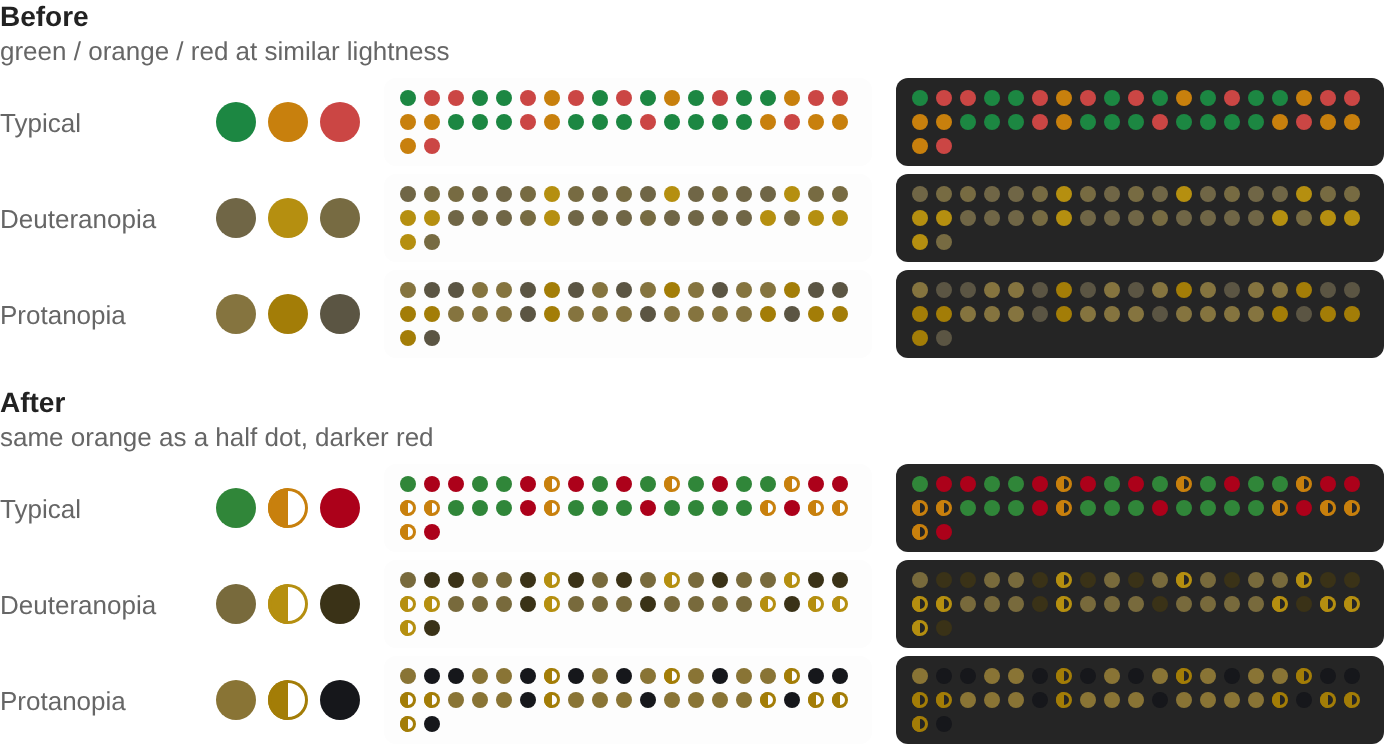 Before
green / orange / red at similar lightness
Typical
Deuteranopia
Protanopia
After
same orange as a half dot, darker red
Typical
Deuteranopia
Protanopia